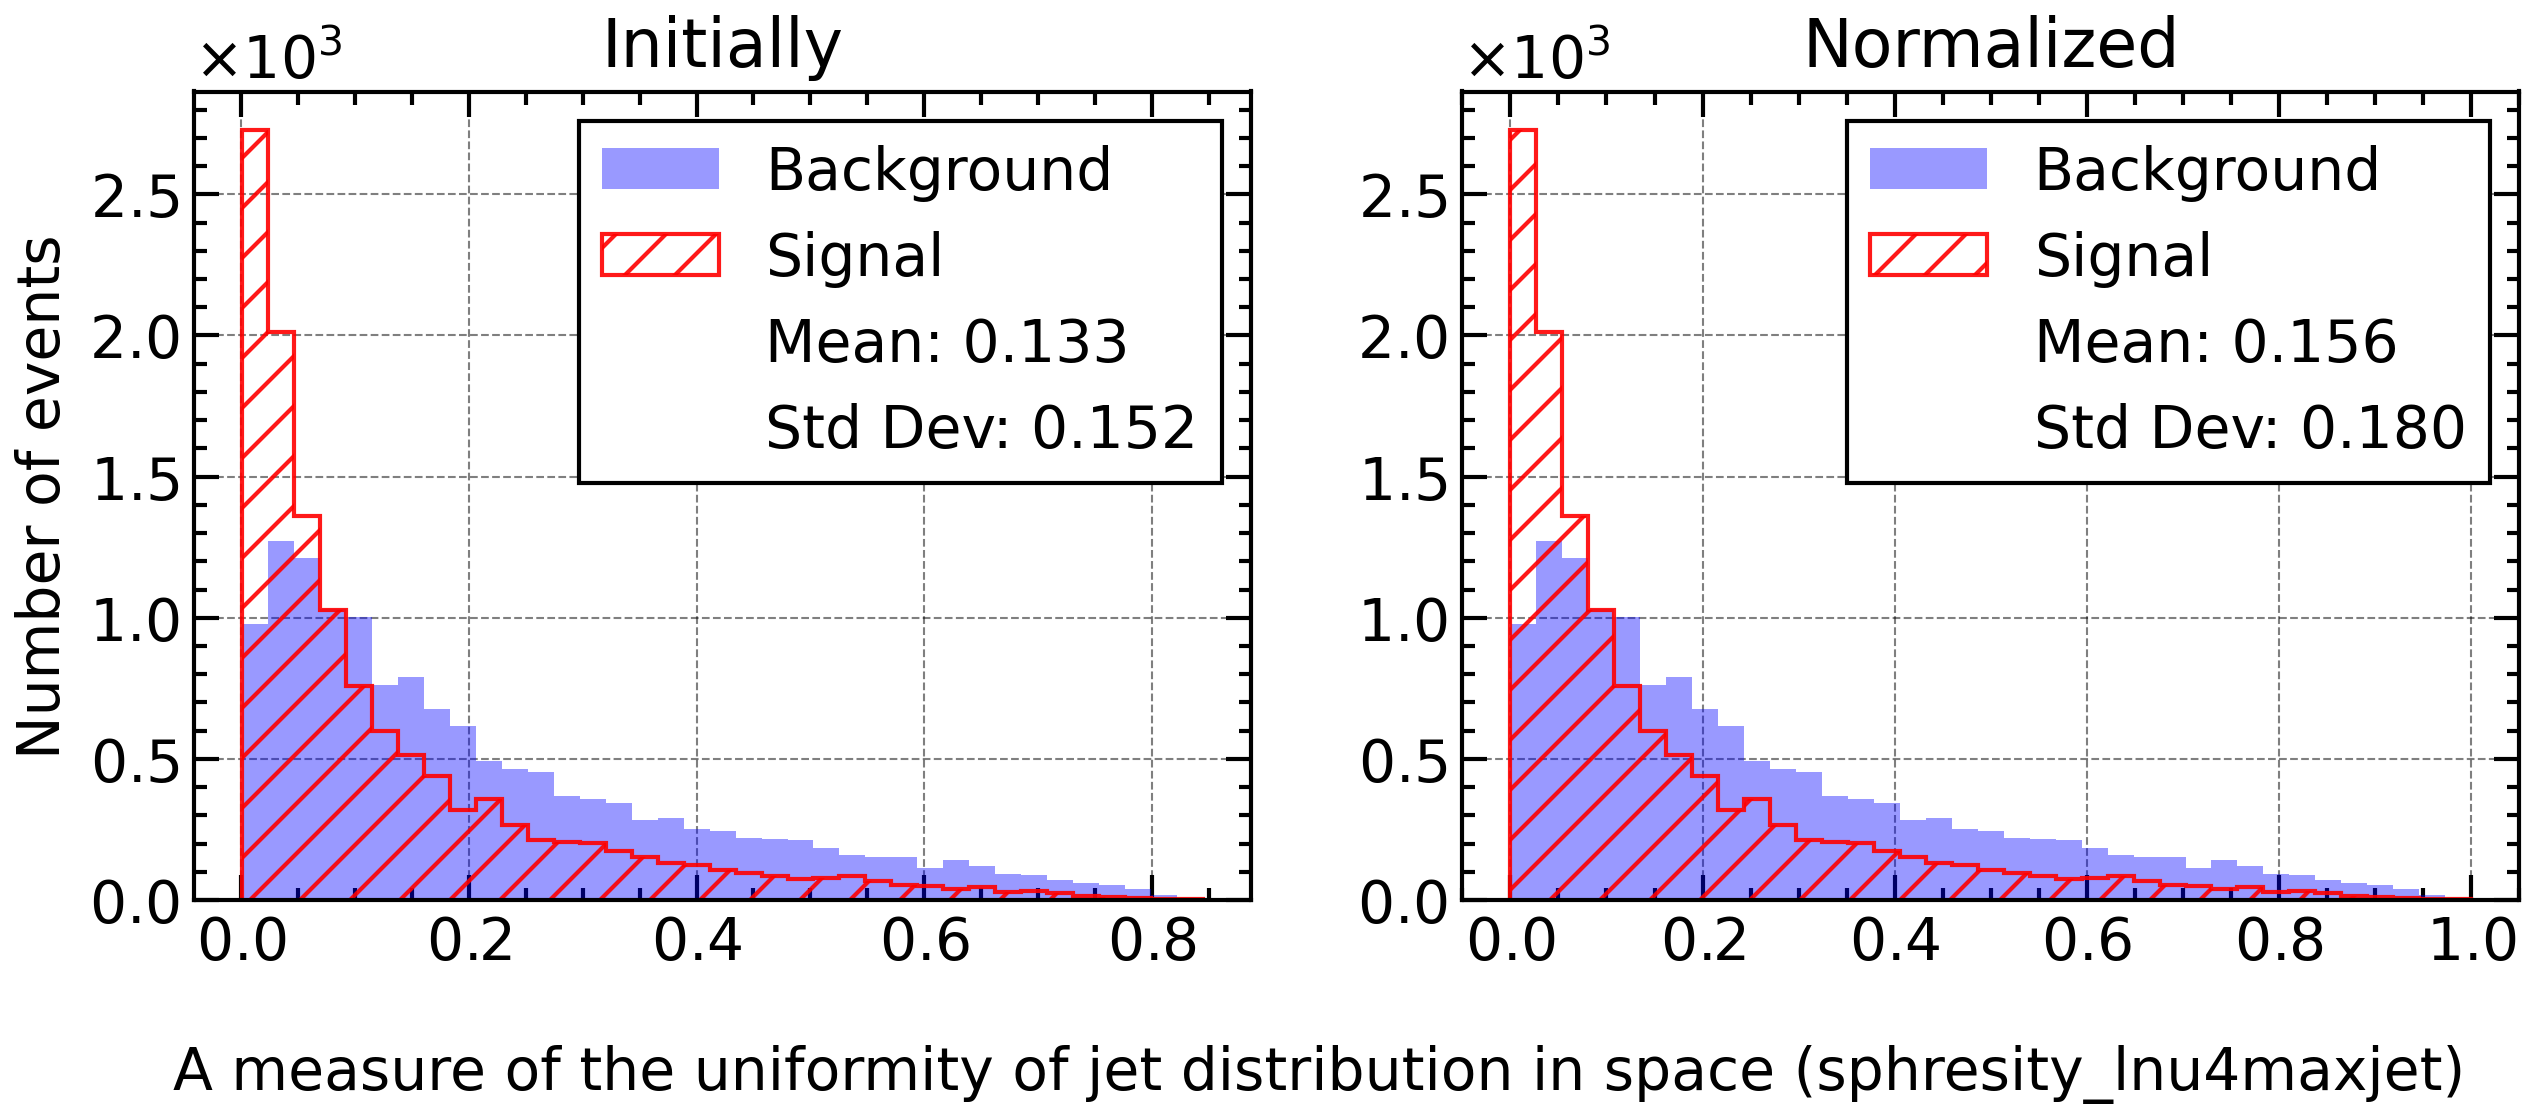 Initially
×10³
Number of events
2.5
2.0
1.5
1.0
0.5
0.0
Background
Signal
Mean: 0.133
Std Dev: 0.152
0.0 0.2 0.4 0.6 0.8
Normalized
×10³
2.5
2.0
1.5
1.0
0.5
0.0
Background
Signal
Mean: 0.156
Std Dev: 0.180
0.0 0.2 0.4 0.6 0.8 1.0
A measure of the uniformity of jet distribution in space (sphresity_lnu4maxjet)